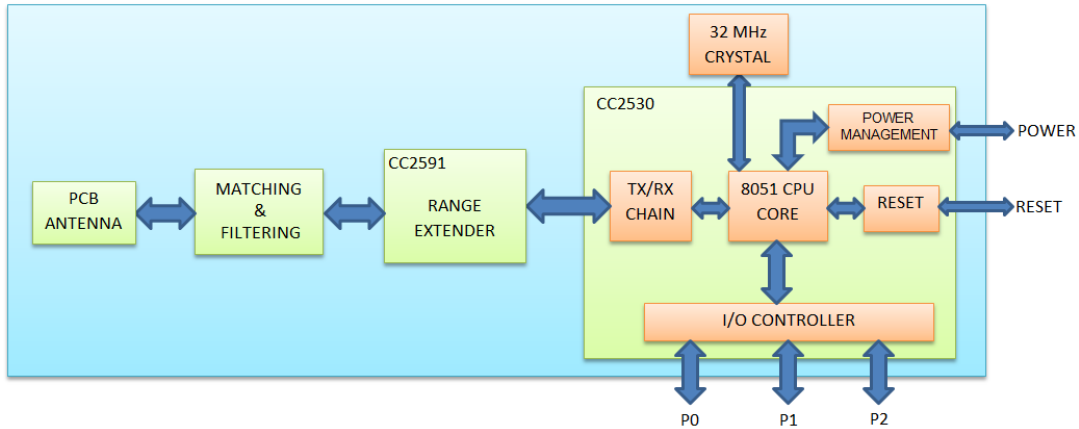 32 MHz
CRYSTAL
CC2530
POWER
MANAGEMENT
POWER
CC2591
PCB
ANTENNA
MATCHING
&
FILTERING
RANGE
EXTENDER
TX/RX
CHAIN
8051 CPU
CORE
RESET
RESET
I/O CONTROLLER
P0
P1
P2